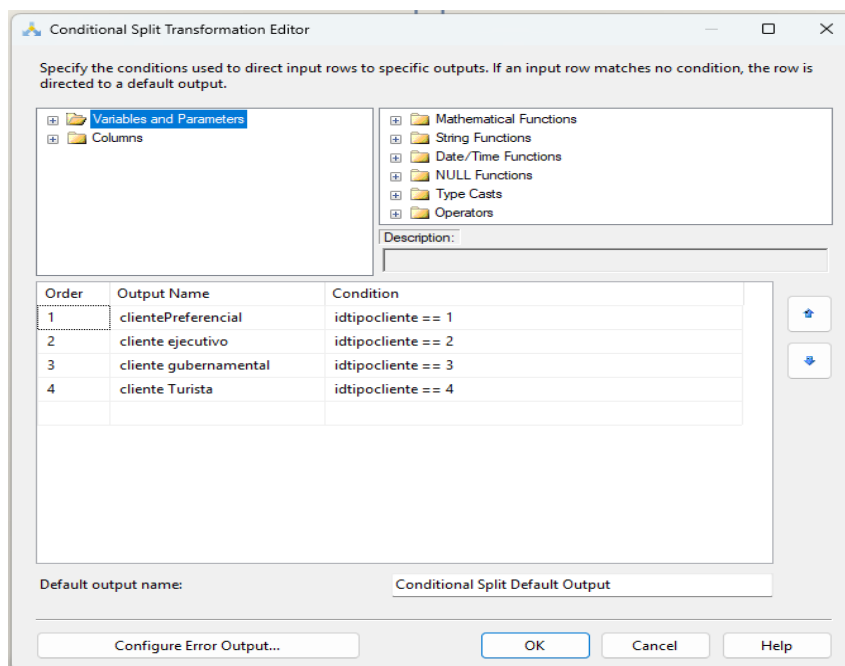 Conditional Split Transformation Editor
Specify the conditions used to direct input rows to specific outputs. If an input row matches no condition, the row is
directed to a default output.
Variables and Parameters
Columns
Mathematical Functions
String Functions
Date/Time Functions
NULL Functions
Type Casts
Operators
Description:
Order Output Name Condition
1 clientePreferencial idtipocliente == 1
2 cliente ejecutivo idtipocliente == 2
3 cliente gubernamental idtipocliente == 3
4 cliente Turista idtipocliente == 4
Default output name: Conditional Split Default Output
Configure Error Output... OK Cancel Help